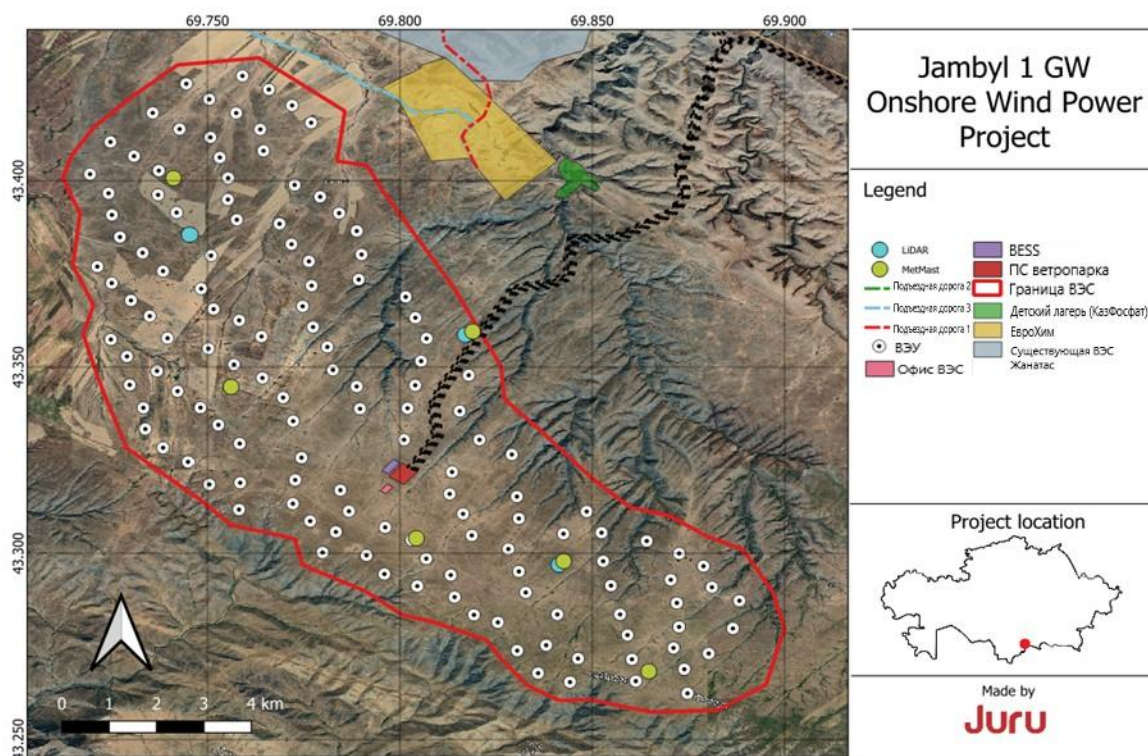 69.750
69.800
69.850
69.900
43.400
43.350
43.300
43.250
0 1 2 3 4 km
Jambyl 1 GW
Onshore Wind Power
Project
Legend
LiDAR
MetMast
Подъездная дорога 2
Подъездная дорога 3
Подъездная дорога 1
ВЭУ
Офис ВЭС
BESS
ПС ветропарка
Граница ВЭС
Детский лагерь (КазФосфат)
ЕвроХим
Существующая ВЭС
Жанатас
Project location
Made by
Juru